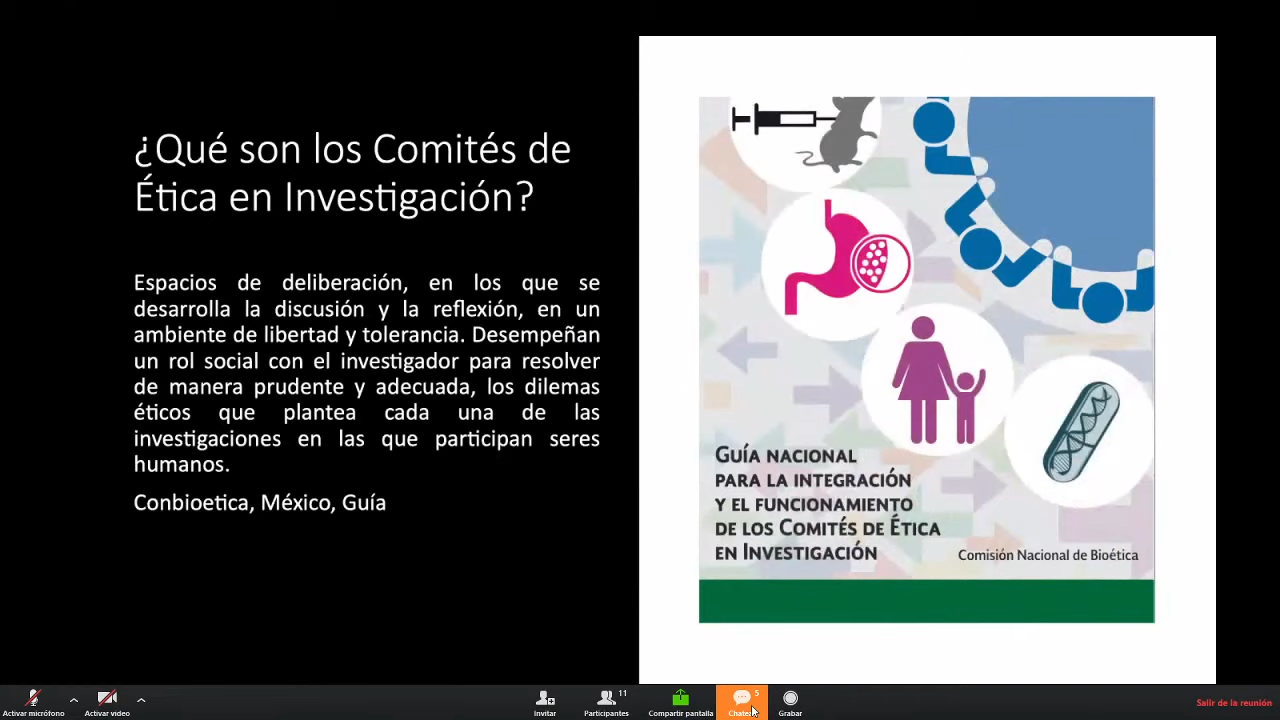 ¿Qué son los Comités de
Ética en Investigación?
Espacios de deliberación, en los que se
desarrolla la discusión y la reflexión, en un
ambiente de libertad y tolerancia. Desempeñan
un rol social con el investigador para resolver
de manera prudente y adecuada, los dilemas
éticos que plantea cada una de las
investigaciones en las que participan seres
humanos.
Conbioetica, México, Guía
Guía nacional
para la integración
y el funcionamiento
de los Comités de Ética
en Investigación
Comisión Nacional de Bioética
Activar micrófono
Activar video
Invitar
11
Participantes
Compartir pantalla
5
Grabar
Salir de la reunión